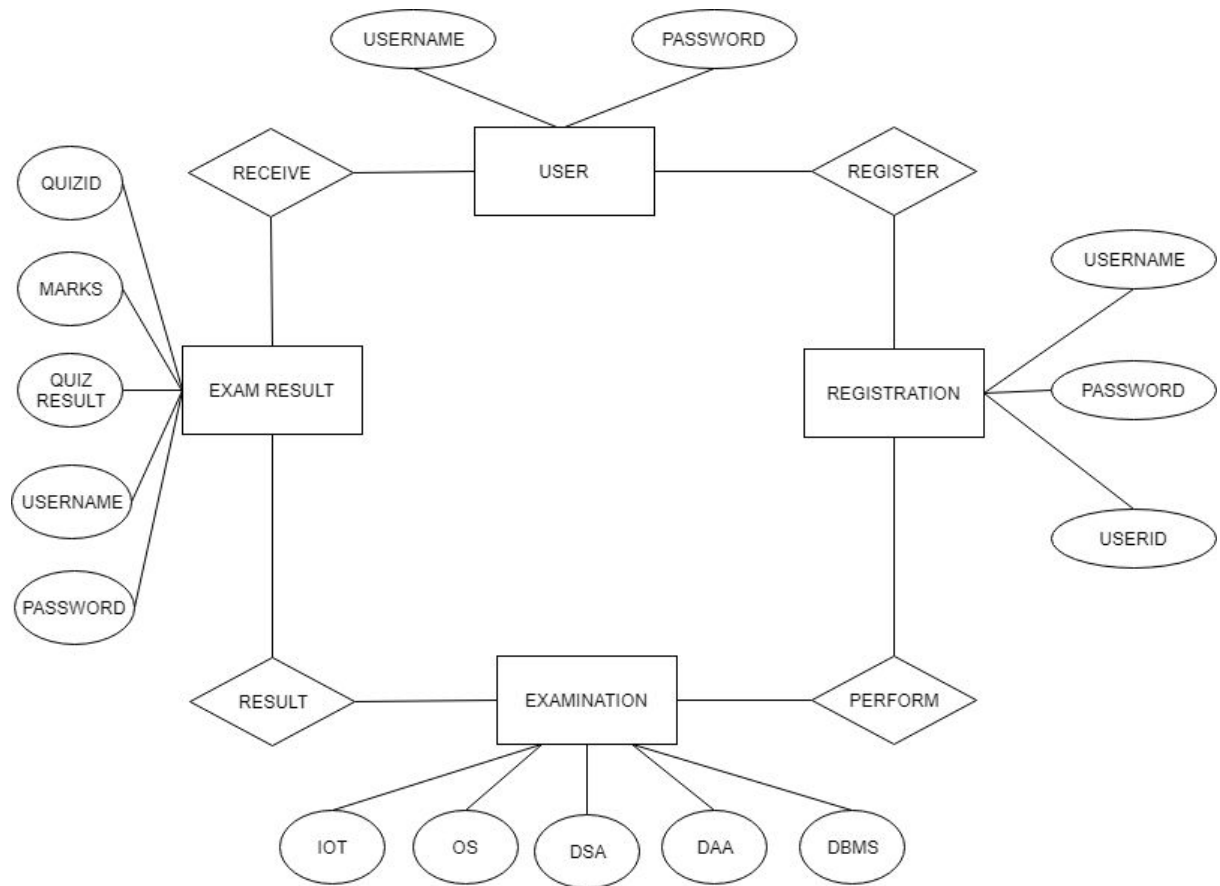 USERNAME
PASSWORD
RECEIVE
USER
REGISTER
QUIZID
MARKS
QUIZ
RESULT
USERNAME
PASSWORD
EXAM RESULT
REGISTRATION
USERNAME
PASSWORD
USERID
RESULT
EXAMINATION
PERFORM
IOT
OS
DSA
DAA
DBMS